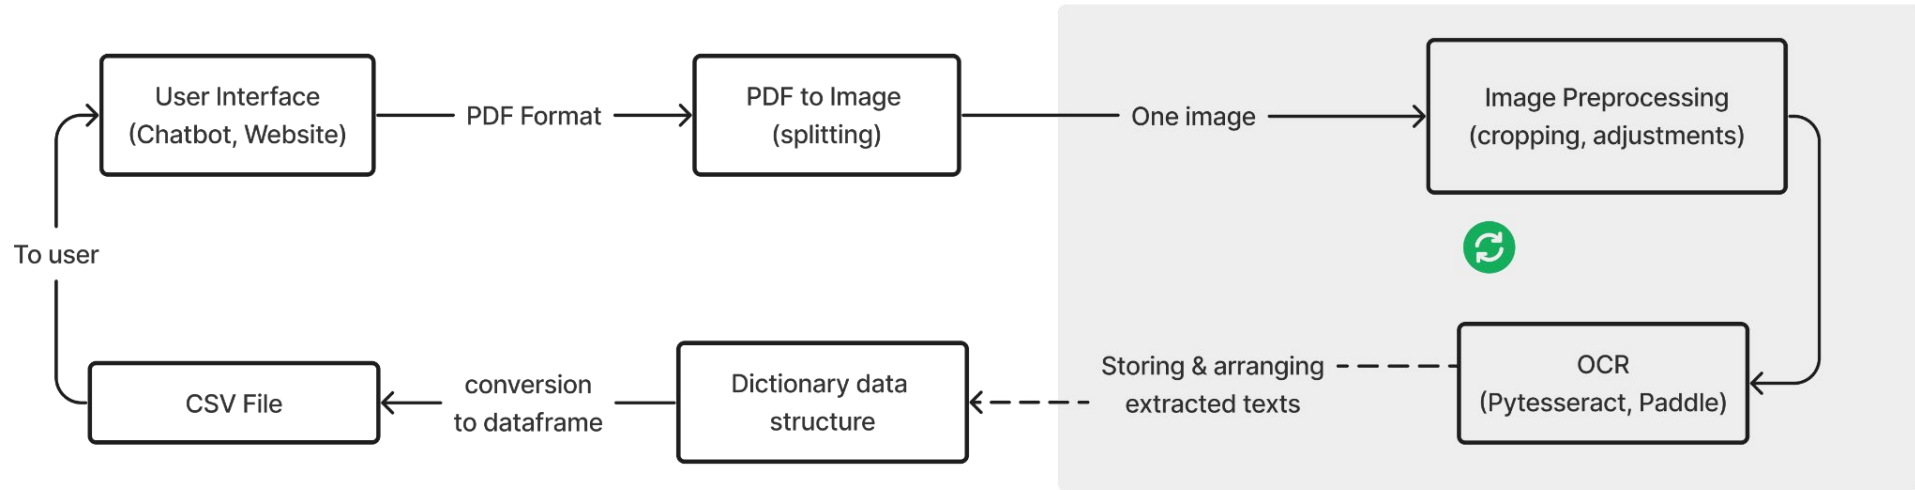 User Interface
(Chatbot, Website)
PDF Format
PDF to Image
(splitting)
One image
Image Preprocessing
(cropping, adjustments)
To user
CSV File
conversion
to dataframe
Dictionary data
structure
Storing & arranging
extracted texts
OCR
(Pytesseract, Paddle)